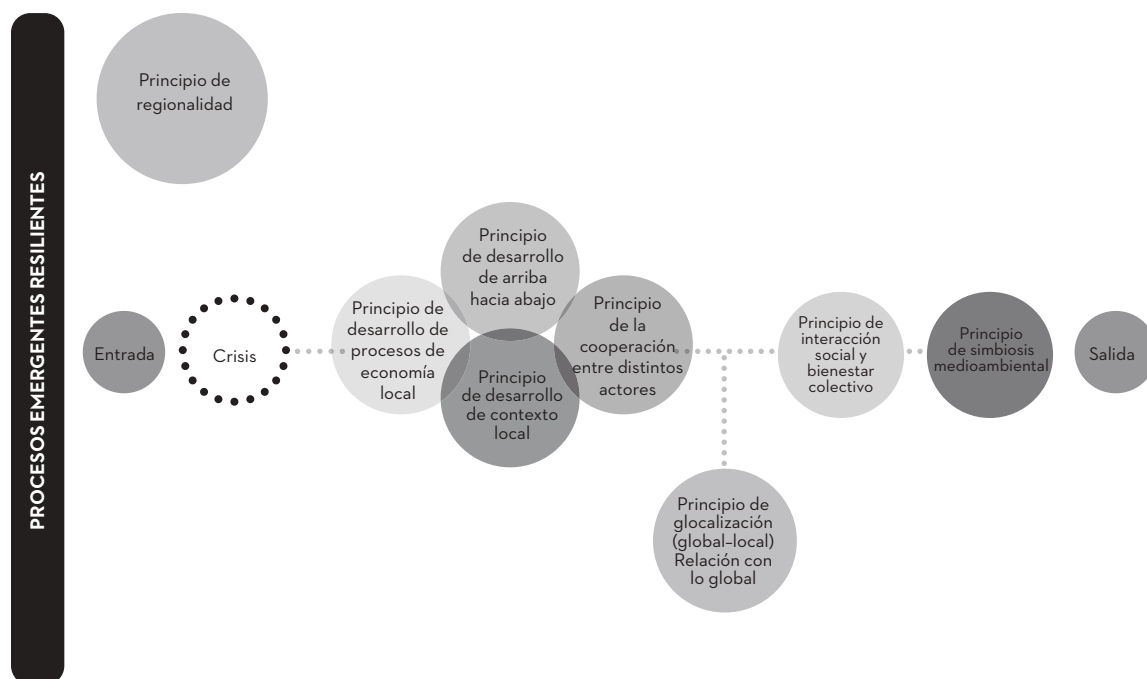 PROCESOS EMERGENTES RESILIENTES
Principio de
regionalidad
Entrada
Crisis
Principio de
desarrollo de
procesos de
economía
local
Principio
de desarrollo
de arriba
hacia abajo
Principio
de desarrollo
de contexto
local
Principio
de la
cooperación
entre distintos
actores
Principio de
glocalización
(global–local)
Relación con
lo global
Principio de
interacción
social y
bienestar
colectivo
Principio
de simbiosis
medioambiental
Salida